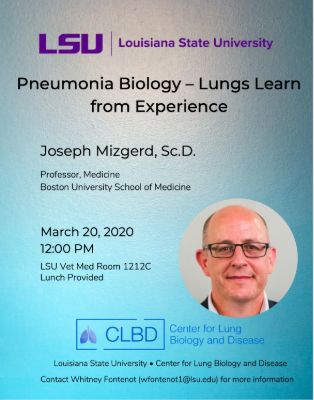 LSU Louisiana State University
Pneumonia Biology – Lungs Learn
from Experience
Joseph Mizgerd, Sc.D.
Professor, Medicine
Boston University School of Medicine
March 20, 2020
12:00 PM
LSU Vet Med Room 1212C
Lunch Provided
CLBD Center for Lung
Biology and Disease
Louisiana State University • Center for Lung Biology and Disease
Contact Whitney Fontenot (wfontenot1@lsu.edu) for more information